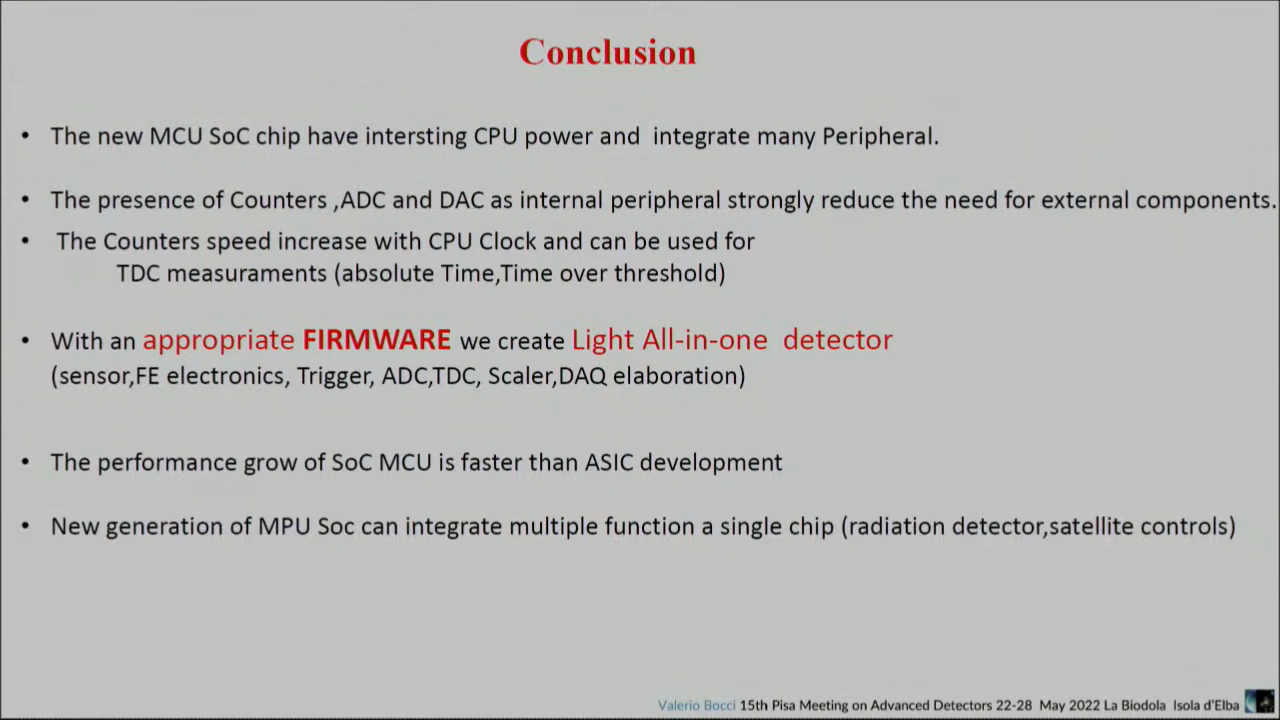 Conclusion
• The new MCU SoC chip have intersting CPU power and integrate many Peripheral.
• The presence of Counters ,ADC and DAC as internal peripheral strongly reduce the need for external components.
• The Counters speed increase with CPU Clock and can be used for
TDC measuraments (absolute Time,Time over threshold)
• With an appropriate FIRMWARE we create Light All-in-one detector
(sensor,FE electronics, Trigger, ADC,TDC, Scaler,DAQ elaboration)
• The performance grow of SoC MCU is faster than ASIC development
• New generation of MPU Soc can integrate multiple function a single chip (radiation detector,satellite controls)
Valerio Bocci 15th Pisa Meeting on Advanced Detectors 22-28 May 2022 La Biodola Isola d'Elba